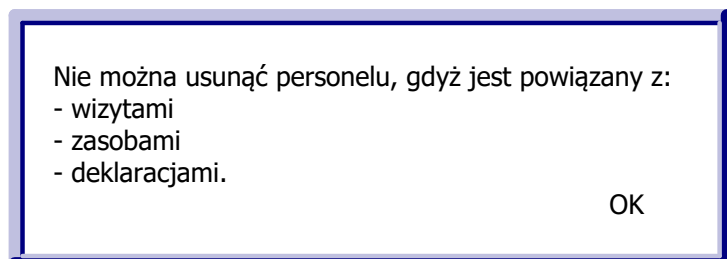 Nie można usunąć personelu, gdyż jest powiązany z:
- wizytami
- zasobami
- deklaracjami.
OK